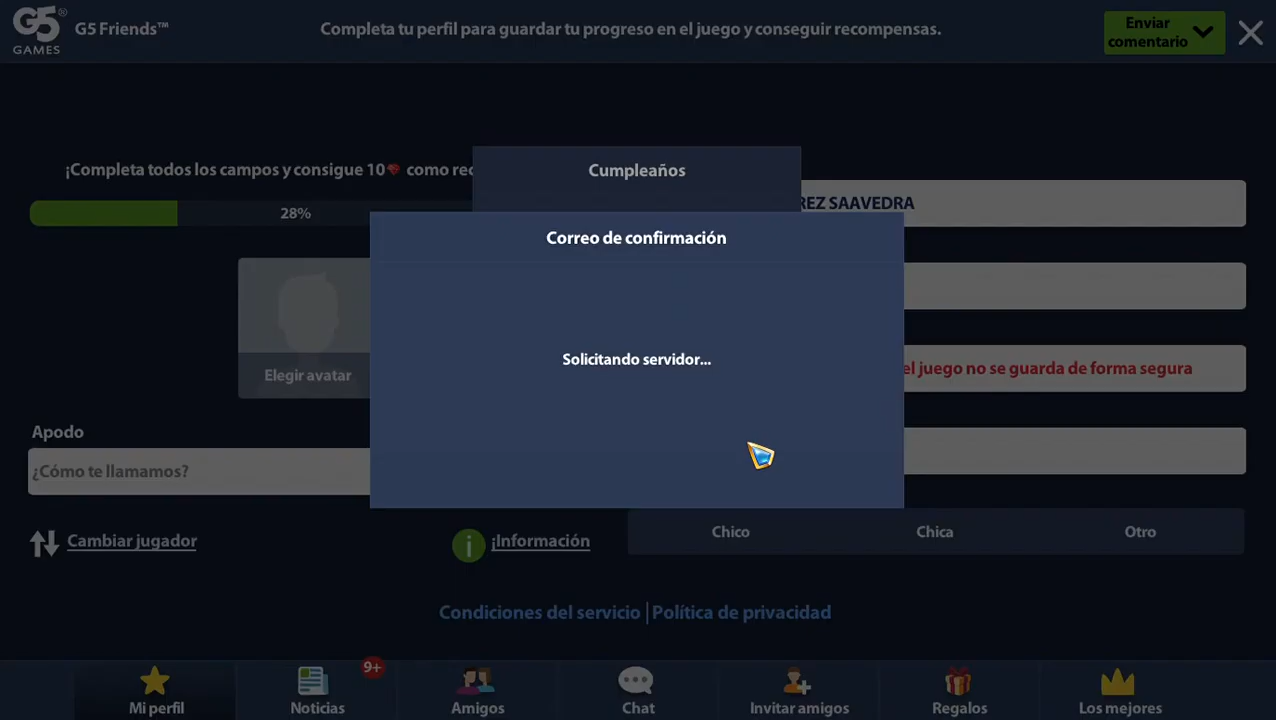 G5®
GAMES
G5 Friends™
Completa tu perfil para guardar tu progreso en el juego y conseguir recompensas.
Enviar
comentario
¡Completa todos los campos y consigue 10 como rec
28%
Cumpleaños
REZ SAAVEDRA
Correo de confirmación
Solicitando servidor...
Elegir avatar
el juego no se guarda de forma segura
Apodo
¿Cómo te llamamos?
Cambiar jugador
i
¡Información
Chico
Chica
Otro
Condiciones del servicio | Política de privacidad
9+
Mi perfil
Noticias
Amigos
Chat
Invitar amigos
Regalos
Los mejores